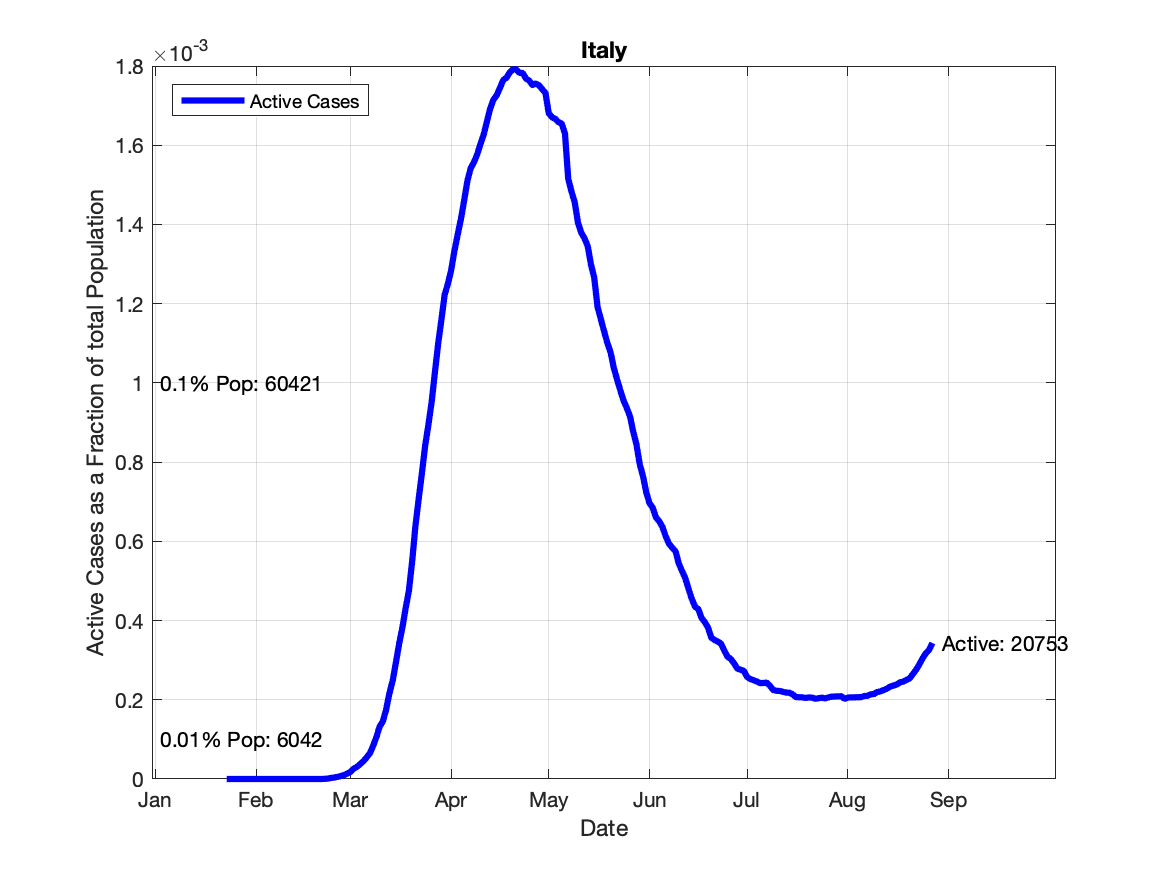 Italy
×10-3
1.8
1.6
1.4
1.2
1
0.8
0.6
0.4
0.2
0
Active Cases as a Fraction of total Population
Active Cases
0.1% Pop: 60421
0.01% Pop: 6042
Active: 20753
Jan Feb Mar Apr May Jun Jul Aug Sep
Date